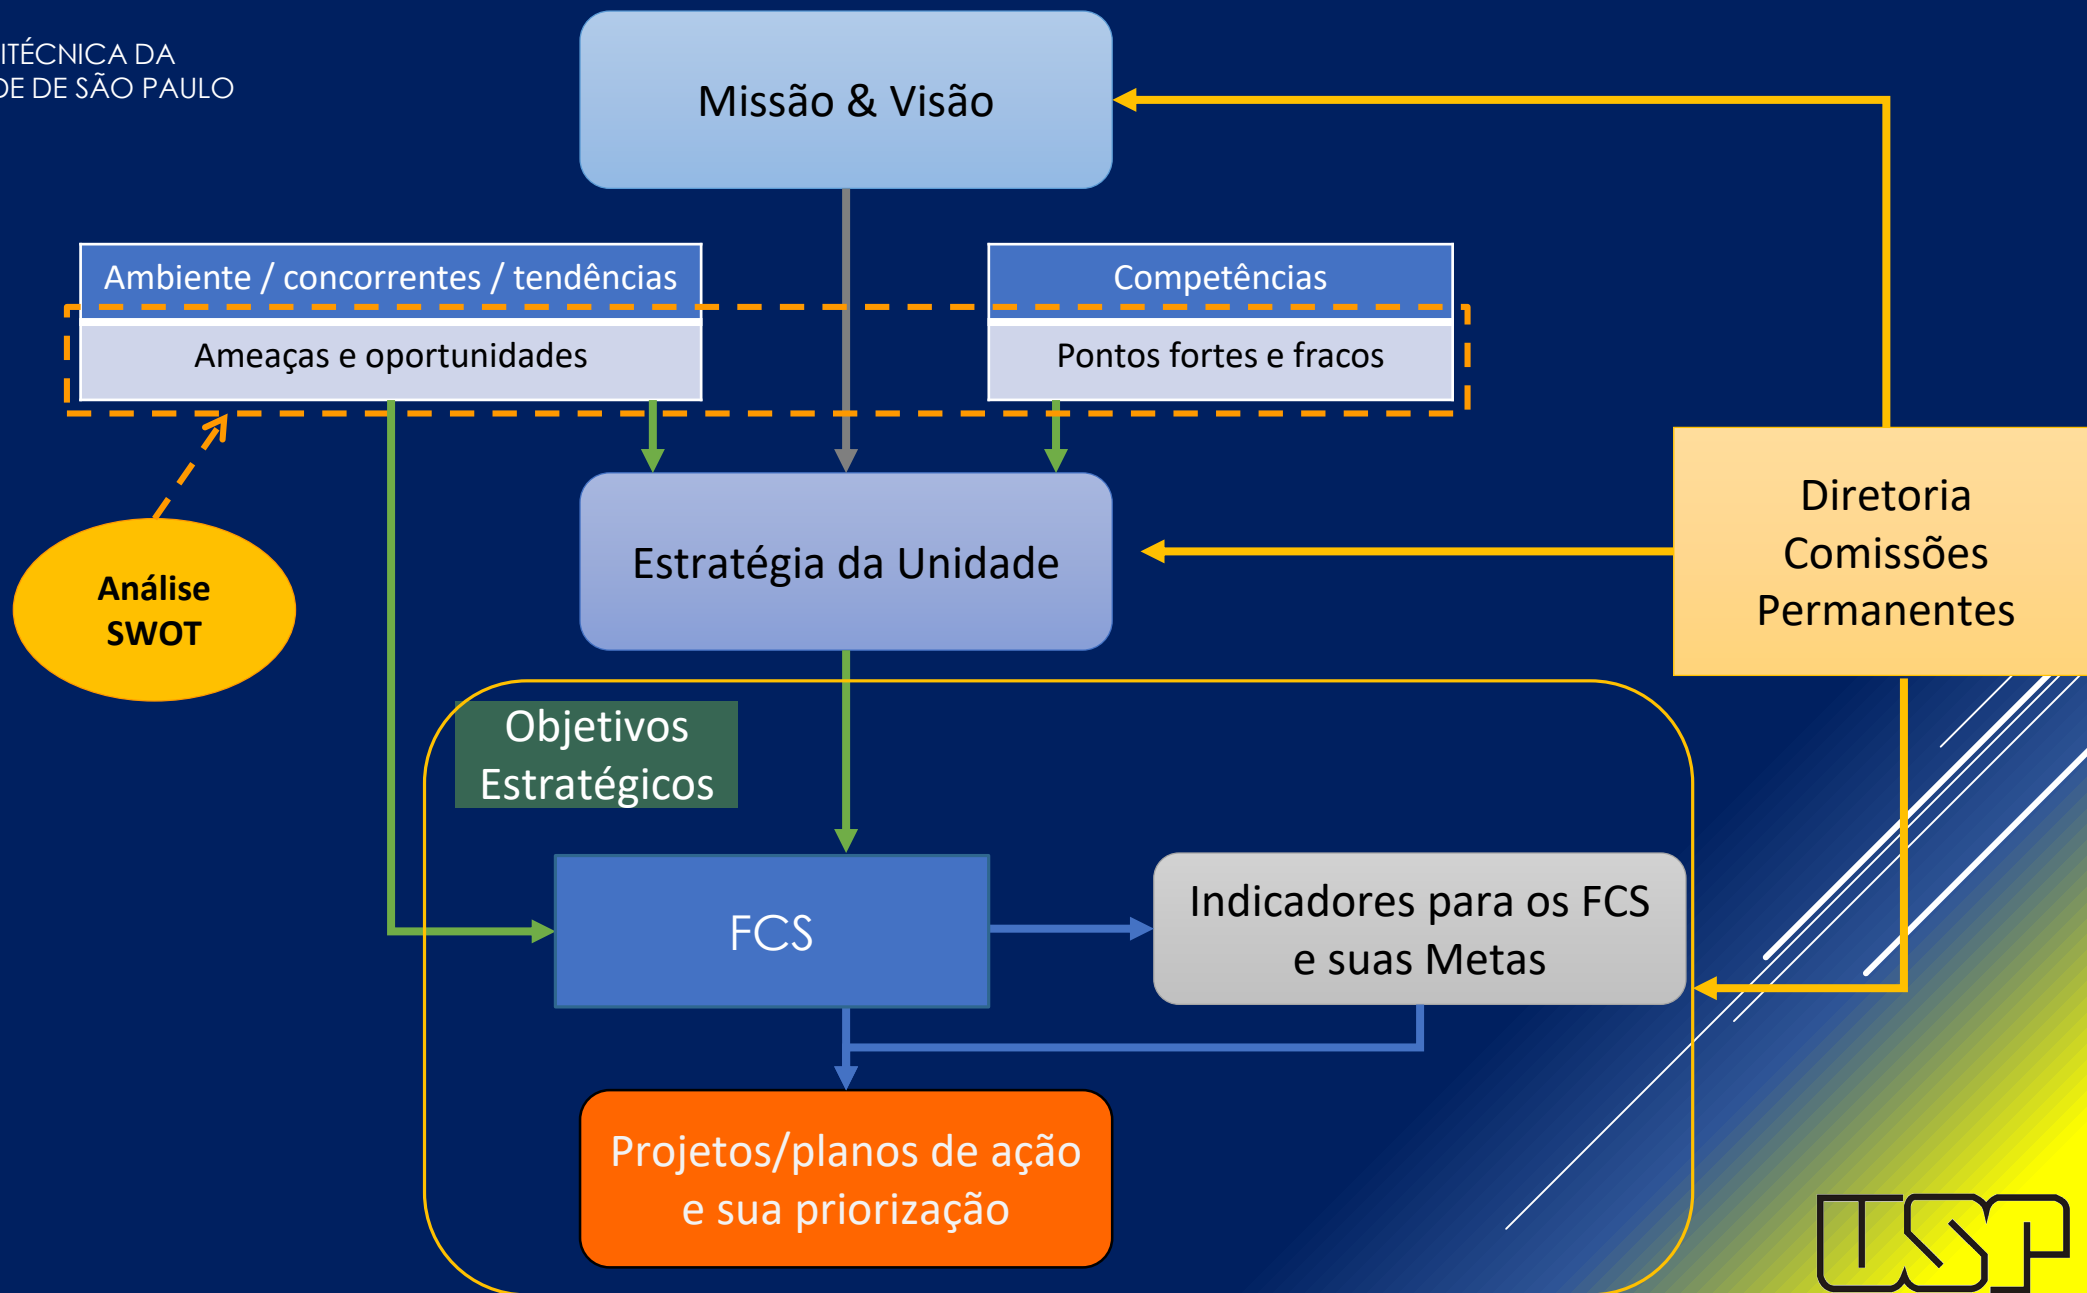 ITÉCNICA DA
DE DE SÃO PAULO
Missão & Visão
Ambiente / concorrentes / tendências
Ameaças e oportunidades
Competências
Pontos fortes e fracos
Análise
SWOT
Estratégia da Unidade
Diretoria
Comissões
Permanentes
Objetivos
Estratégicos
FCS
Indicadores para os FCS
e suas Metas
Projetos/planos de ação
e sua priorização
USP